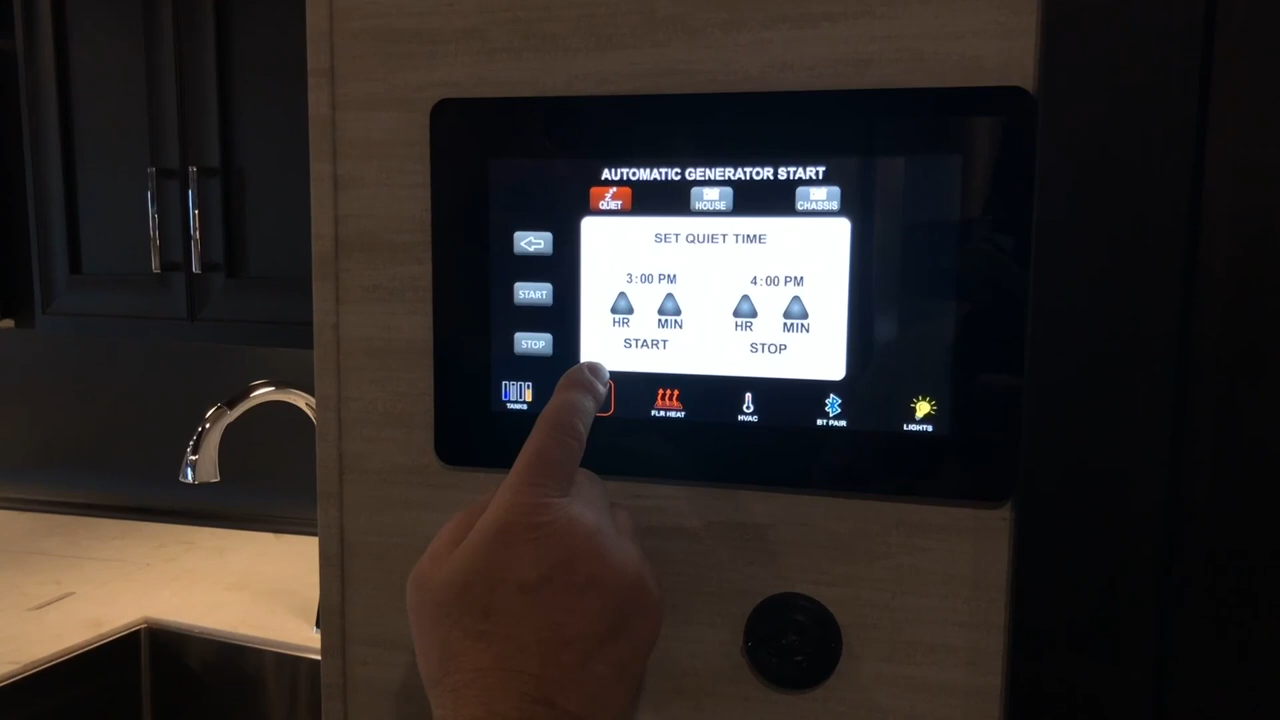 AUTOMATIC GENERATOR START
QUIET
HOUSE
CHASSIS
SET QUIET TIME
3:00 PM
4:00 PM
HR
MIN
HR
MIN
START
STOP
START
STOP
TANKS
FLR HEAT
HVAC
BT PAIR
LIGHTS